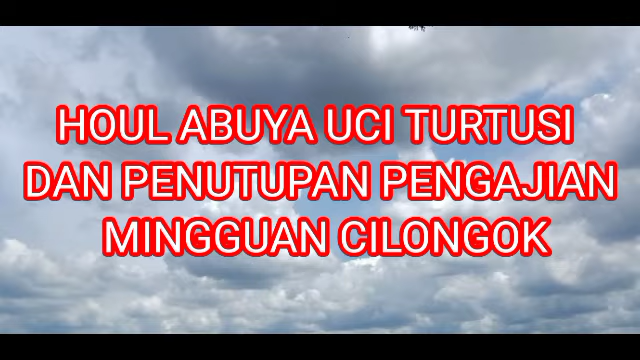 HOUL ABUYA UCI TURTUSI
DAN PENUTUPAN PENGAJIAN
MINGGUAN CILONGOK